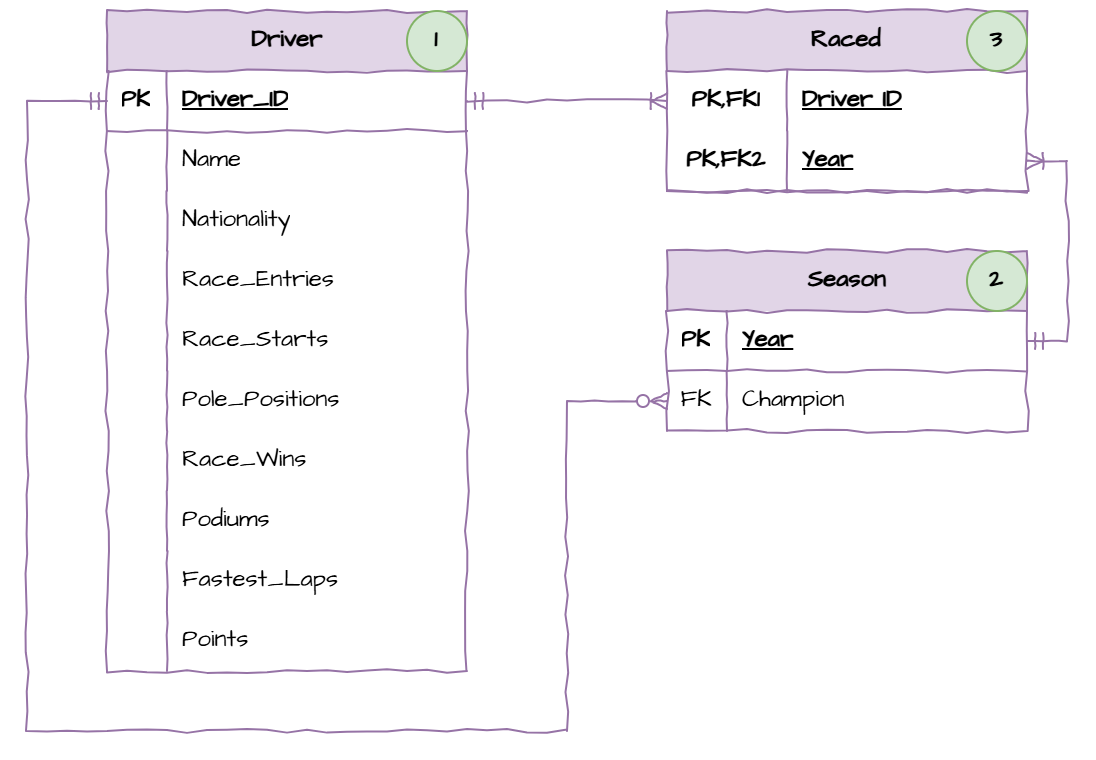 Driver 1
PK Driver_ID
Name
Nationality
Race_Entries
Race_Starts
Pole_Positions
Race_Wins
Podiums
Fastest_Laps
Points
Raced 3
PK,FK1 Driver ID
PK,FK2 Year
Season 2
PK Year
FK Champion